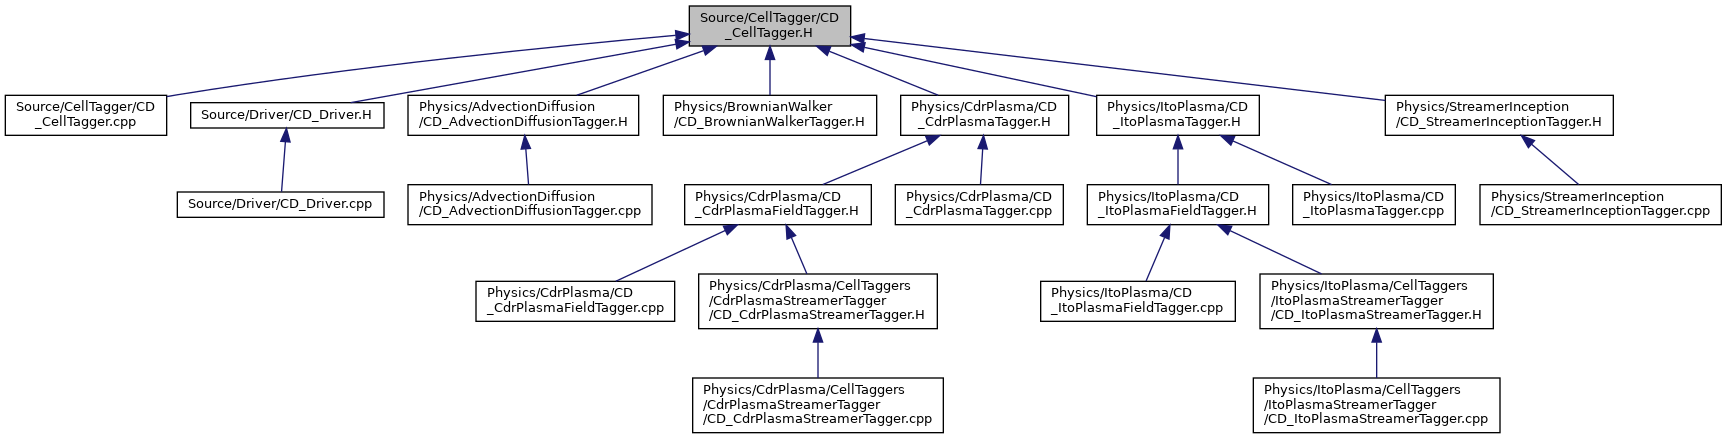 Source/CellTagger/CD
_CellTagger.H
Source/CellTagger/CD
_CellTagger.cpp
Source/Driver/CD_Driver.H
Physics/AdvectionDiffusion
/CD_AdvectionDiffusionTagger.H
Physics/BrownianWalker
/CD_BrownianWalkerTagger.H
Physics/CdrPlasma/CD
_CdrPlasmaTagger.H
Physics/ItoPlasma/CD
_ItoPlasmaTagger.H
Physics/StreamerInception
/CD_StreamerInceptionTagger.H
Source/Driver/CD_Driver.cpp
Physics/AdvectionDiffusion
/CD_AdvectionDiffusionTagger.cpp
Physics/CdrPlasma/CD
_CdrPlasmaFieldTagger.H
Physics/CdrPlasma/CD
_CdrPlasmaTagger.cpp
Physics/ItoPlasma/CD
_ItoPlasmaFieldTagger.H
Physics/ItoPlasma/CD
_ItoPlasmaTagger.cpp
Physics/StreamerInception
/CD_StreamerInceptionTagger.cpp
Physics/CdrPlasma/CD
_CdrPlasmaFieldTagger.cpp
Physics/CdrPlasma/CellTaggers
/CdrPlasmaStreamerTagger
/CD_CdrPlasmaStreamerTagger.H
Physics/ItoPlasma/CD
_ItoPlasmaFieldTagger.cpp
Physics/ItoPlasma/CellTaggers
/ItoPlasmaStreamerTagger
/CD_ItoPlasmaStreamerTagger.H
Physics/CdrPlasma/CellTaggers
/CdrPlasmaStreamerTagger
/CD_CdrPlasmaStreamerTagger.cpp
Physics/ItoPlasma/CellTaggers
/ItoPlasmaStreamerTagger
/CD_ItoPlasmaStreamerTagger.cpp